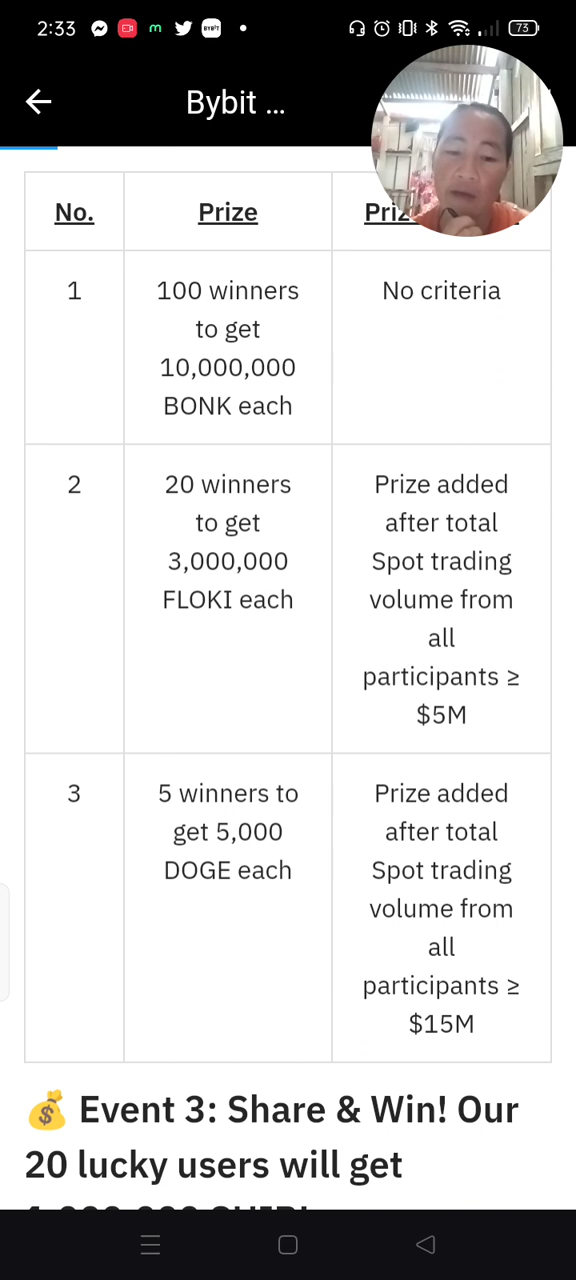 2:33 m BYBIT 73
Bybit ...
No. Prize
1 100 winners No criteria
to get
10,000,000
BONK each
2 20 winners Prize added
to get after total
3,000,000 Spot trading
FLOKI each volume from
all
participants ≥
$5M
3 5 winners to Prize added
get 5,000 after total
DOGE each Spot trading
volume from
all
participants ≥
$15M
💰 Event 3: Share & Win! Our
20 lucky users will get